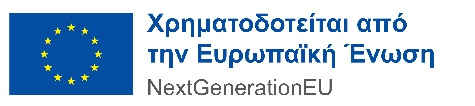 Χρηματοδοτείται από
την Ευρωπαϊκή Ένωση
NextGenerationEU